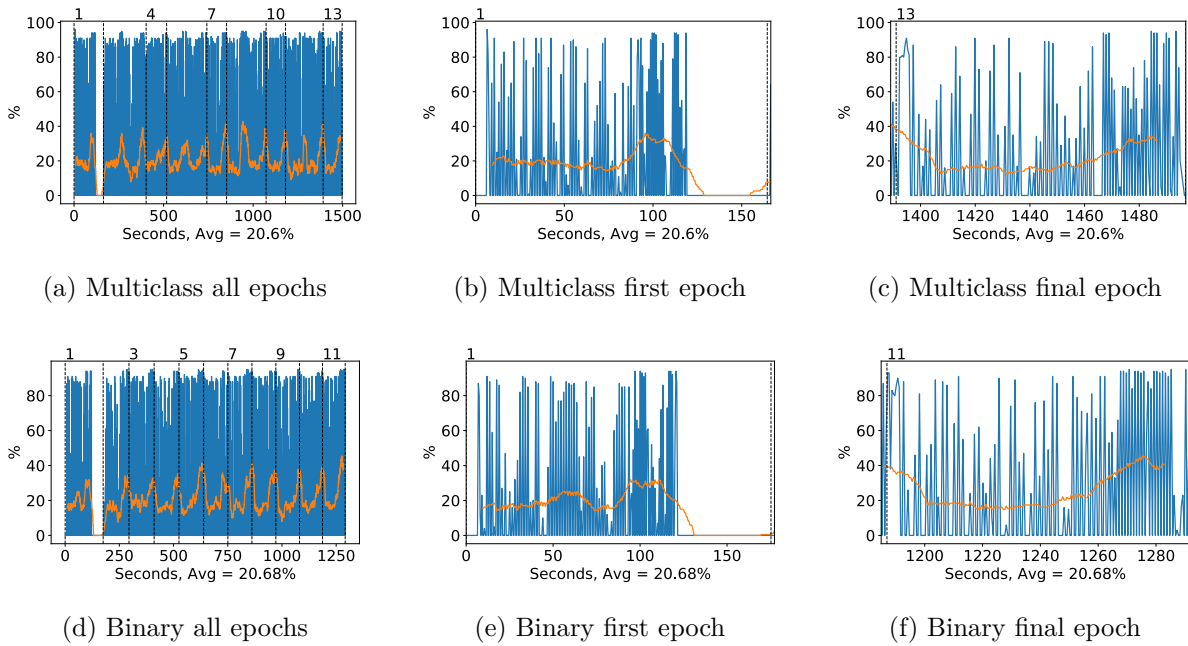 1 4 7 10 13
100
80
60
40
20
0
%
0 500 1000 1500
Seconds, Avg = 20.6%
(a) Multiclass all epochs
1
100
80
60
40
20
0
%
0 50 100 150
Seconds, Avg = 20.6%
(b) Multiclass first epoch
13
100
80
60
40
20
0
%
1400 1420 1440 1460 1480
Seconds, Avg = 20.6%
(c) Multiclass final epoch
1 3 5 7 9 11
80
60
40
20
0
%
0 250 500 750 1000 1250
Seconds, Avg = 20.68%
(d) Binary all epochs
1
80
60
40
20
0
%
0 50 100 150
Seconds, Avg = 20.68%
(e) Binary first epoch
11
80
60
40
20
0
%
1200 1220 1240 1260 1280
Seconds, Avg = 20.68%
(f) Binary final epoch